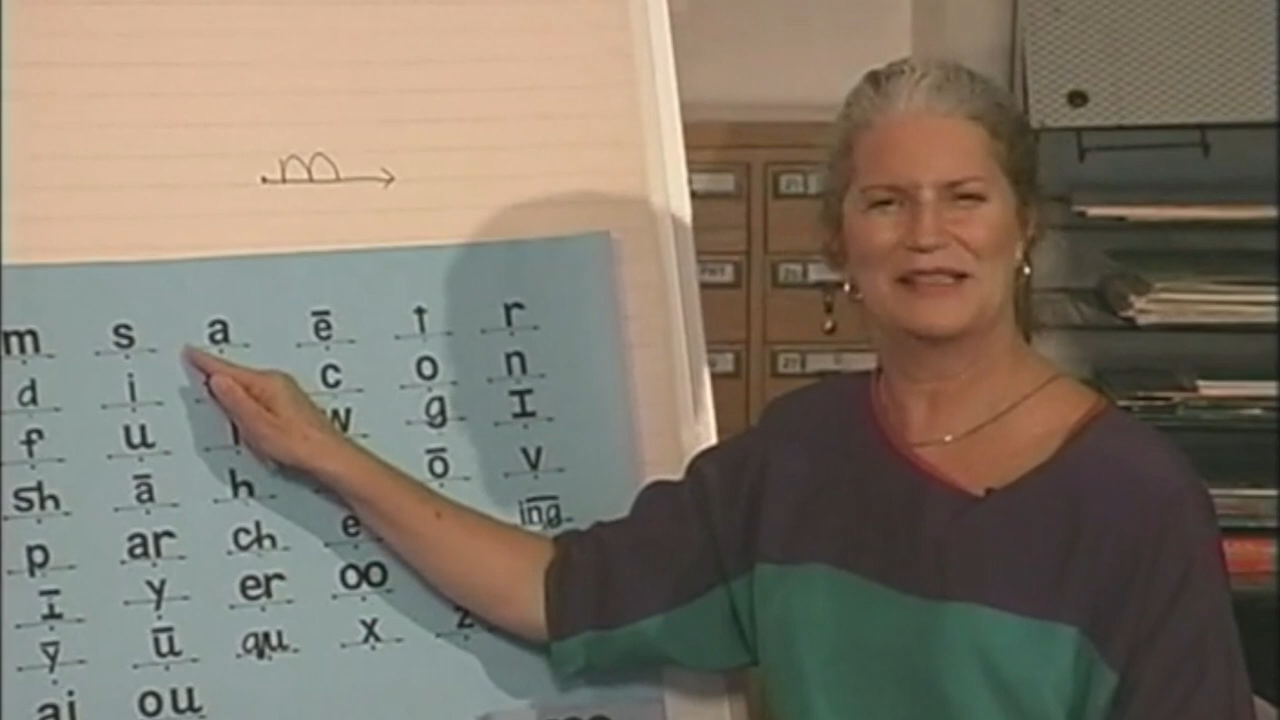 m
m s a ē t r
d i c o n
f u w g I
sh ā h ō v
p ar ch e ing
ī y er oo
ȳ ū qu x z
ai ou